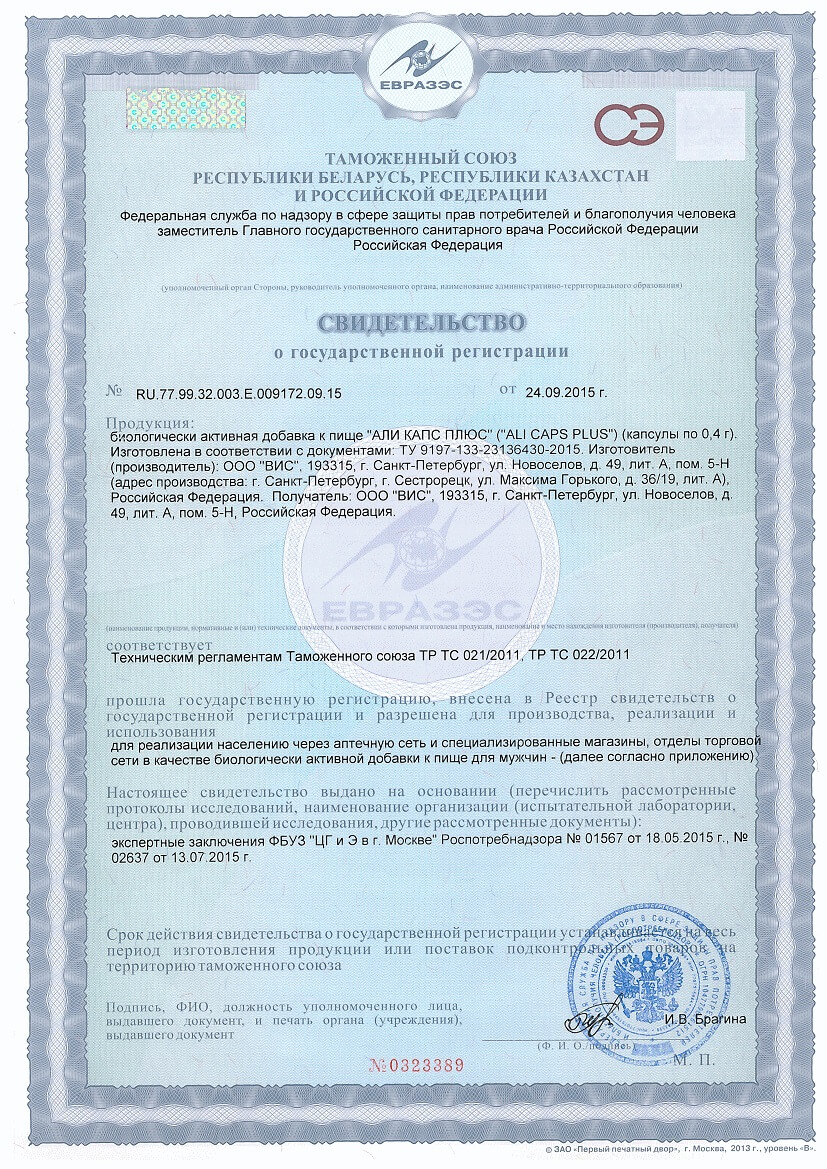 ЕВРАЗЭС
СЭ
ТАМОЖЕННЫЙ СОЮЗ
РЕСПУБЛИКИ БЕЛАРУСЬ, РЕСПУБЛИКИ КАЗАХСТАН
И РОССИЙСКОЙ ФЕДЕРАЦИИ
Федеральная служба по надзору в сфере защиты прав потребителей и благополучия человека
заместитель Главного государственного санитарного врача Российской Федерации
Российская Федерация
(уполномоченный орган Стороны, руководитель уполномоченного органа, наименование административно-территориального образования)
СВИДЕТЕЛЬСТВО
о государственной регистрации
№ RU.77.99.32.003.Е.009172.09.15 от 24.09.2015 г.
Продукция:
биологически активная добавка к пище "АЛИ КАПС ПЛЮС" ("ALI CAPS PLUS") (капсулы по 0,4 г).
Изготовлена в соответствии с документами: ТУ 9197-133-23136430-2015. Изготовитель
(производитель): ООО "ВИС", 193315, г. Санкт-Петербург, ул. Новоселов, д. 49, лит. А, пом. 5-Н
(адрес производства: г. Санкт-Петербург, г. Сестрорецк, ул. Максима Горького, д. 36/19, лит. А),
Российская Федерация. Получатель: ООО "ВИС", 193315, г. Санкт-Петербург, ул. Новоселов, д.
49, лит. А, пом. 5-Н, Российская Федерация.
ЕВРАЗЭС
(наименование продукции, нормативные и (или) технические документы, в соответствии с которыми изготовлена продукция, наименование и место нахождения изготовителя (производителя), получателя)
соответствует
Техническим регламентам Таможенного союза ТР ТС 021/2011, ТР ТС 022/2011
прошла государственную регистрацию, внесена в Реестр свидетельств о
государственной регистрации и разрешена для производства, реализации и
использования
для реализации населению через аптечную сеть и специализированные магазины, отделы торговой
сети в качестве биологически активной добавки к пище для мужчин - (далее согласно приложению)
Настоящее свидетельство выдано на основании (перечислить рассмотренные
протоколы исследований, наименование организации (испытательной лаборатории,
центра), проводившей исследования, другие рассмотренные документы):
экспертные заключения ФБУЗ "ЦГ и Э в г. Москве" Роспотребнадзора № 01567 от 18.05.2015 г., №
02637 от 13.07.2015 г.
Срок действия свидетельства о государственной регистрации устанавливается на весь
период изготовления продукции или поставок подконтрольных товаров на
территорию таможенного союза
Подпись, ФИО, должность уполномоченного лица,
выдавшего документ, и печать органа (учреждения),
выдавшего документ
И.В. Брагина
(Ф. И. О./подпись)
М. П.
№0323389
© ЗАО «Первый печатный двор», г. Москва, 2013 г., уровень «В».